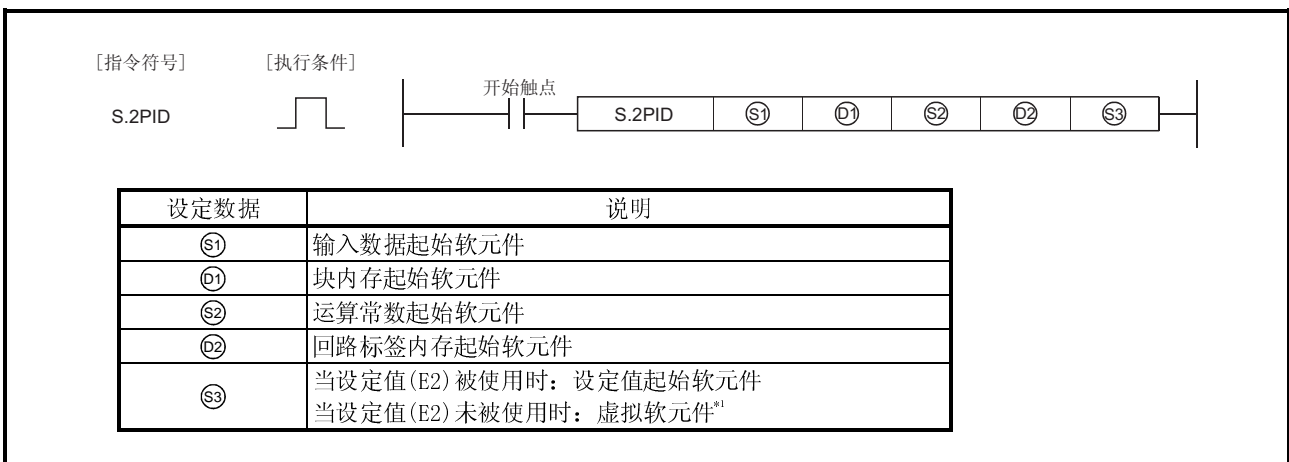 [指令符号] [执行条件]
开始触点
S.2PID S.2PID S1 D1 S2 D2 S3
设定数据 说明
S1 输入数据起始软元件
D1 块内存起始软元件
S2 运算常数起始软元件
D2 回路标签内存起始软元件
S3 当设定值(E2)被使用时：设定值起始软元件
当设定值(E2)未被使用时：虚拟软元件*1